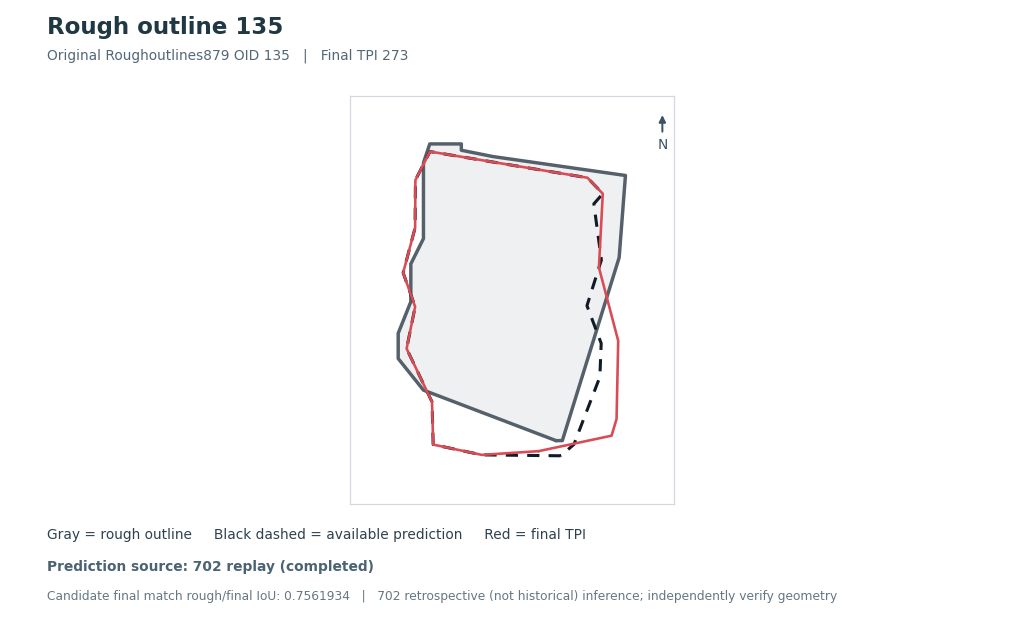 Rough outline 135
Original Roughoutlines879 OID 135   |   Final TPI 273
N
Gray = rough outline     Black dashed = available prediction     Red = final TPI
Prediction source: 702 replay (completed)
Candidate final match rough/final IoU: 0.7561934   |   702 retrospective (not historical) inference; independently verify geometry